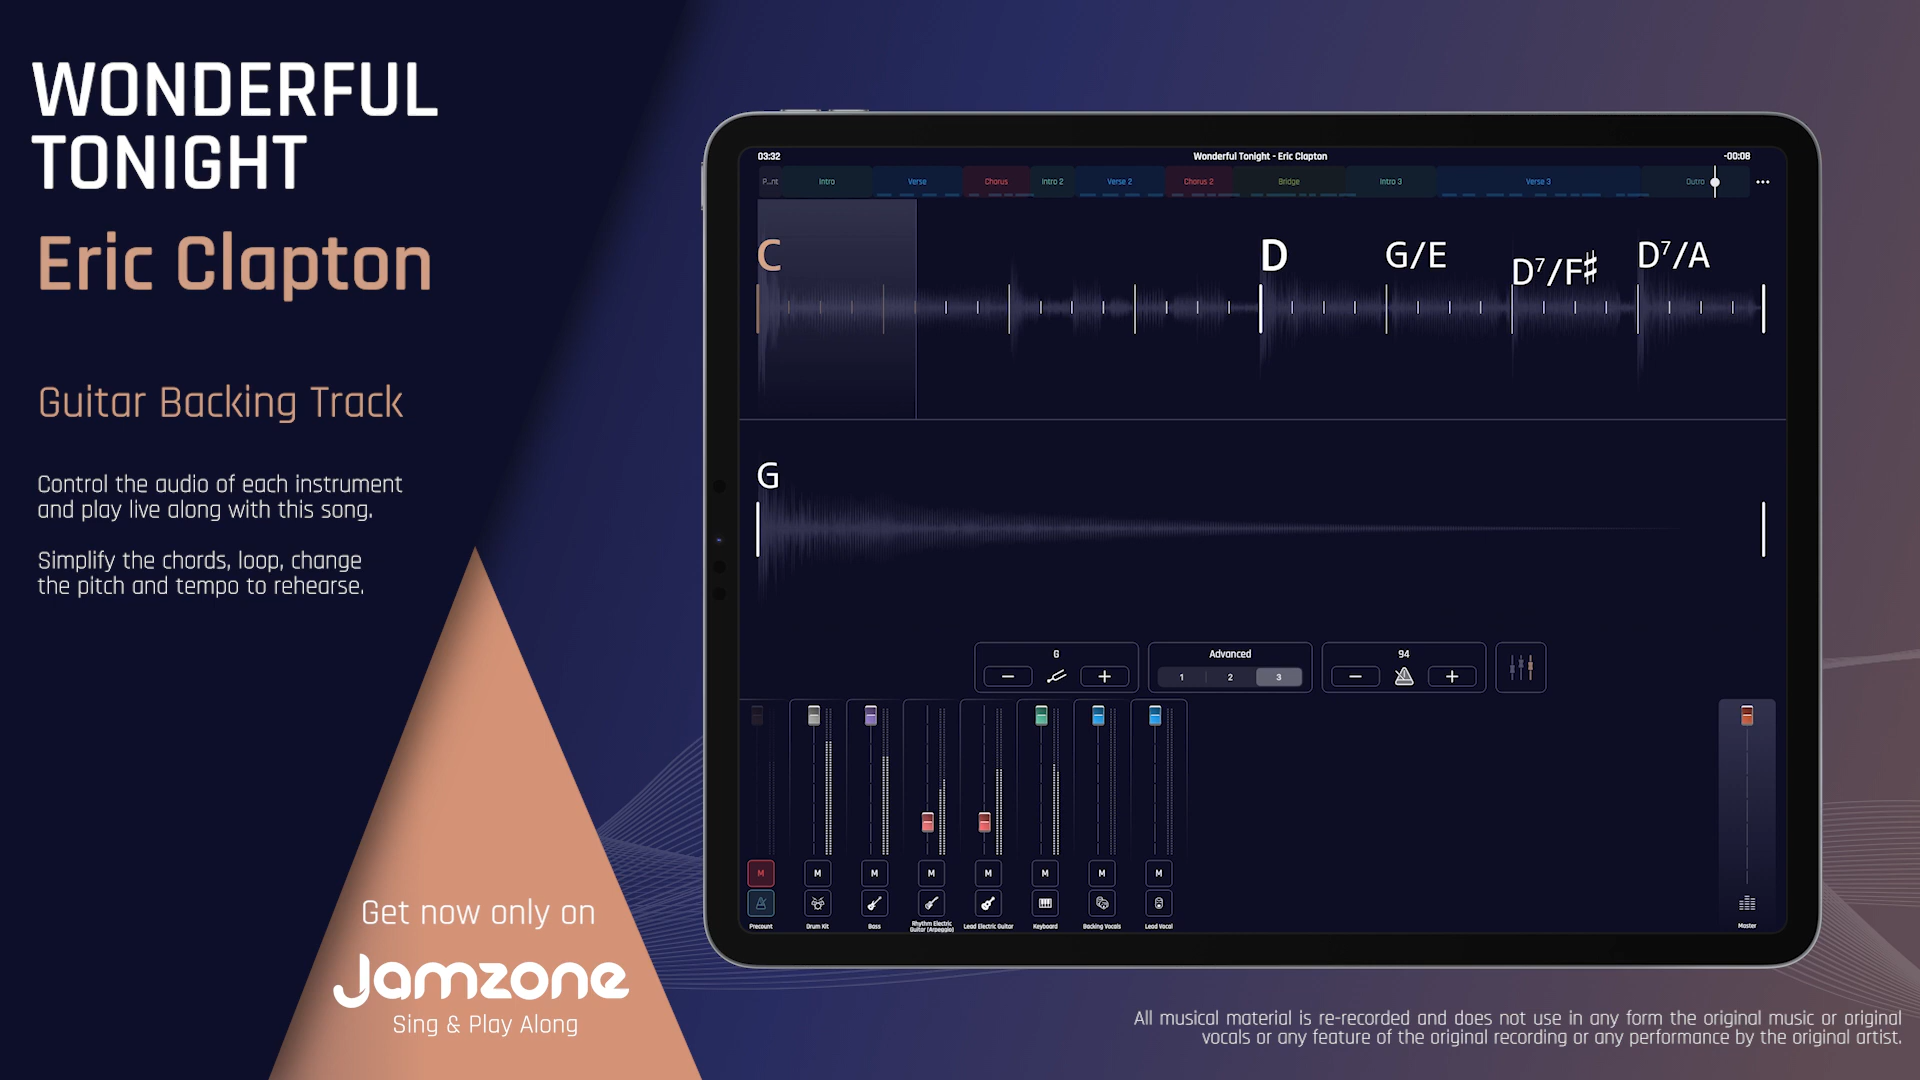 WONDERFUL
TONIGHT
Eric Clapton
Guitar Backing Track
Control the audio of each instrument
and play live along with this song.
Simplify the chords, loop, change
the pitch and tempo to rehearse.
Get now only on
Jamzone
Sing & Play Along
03:32
Wonderful Tonight - Eric Clapton
-00:08
P...nt Intro Verse Chorus Intro 2 Verse 2 Chorus 2 Bridge Intro 3 Verse 3 Outro
C D G/E D7/F♯ D7/A
G
G Advanced 94
1 2 3
M M M M M M M M
Precount Drum Kit Bass Rhythm Electric Guitar (Arpeggio) Lead Electric Guitar Keyboard Backing Vocals Lead Vocal Master
All musical material is re-recorded and does not use in any form the original music or original
vocals or any feature of the original recording or any performance by the original artist.